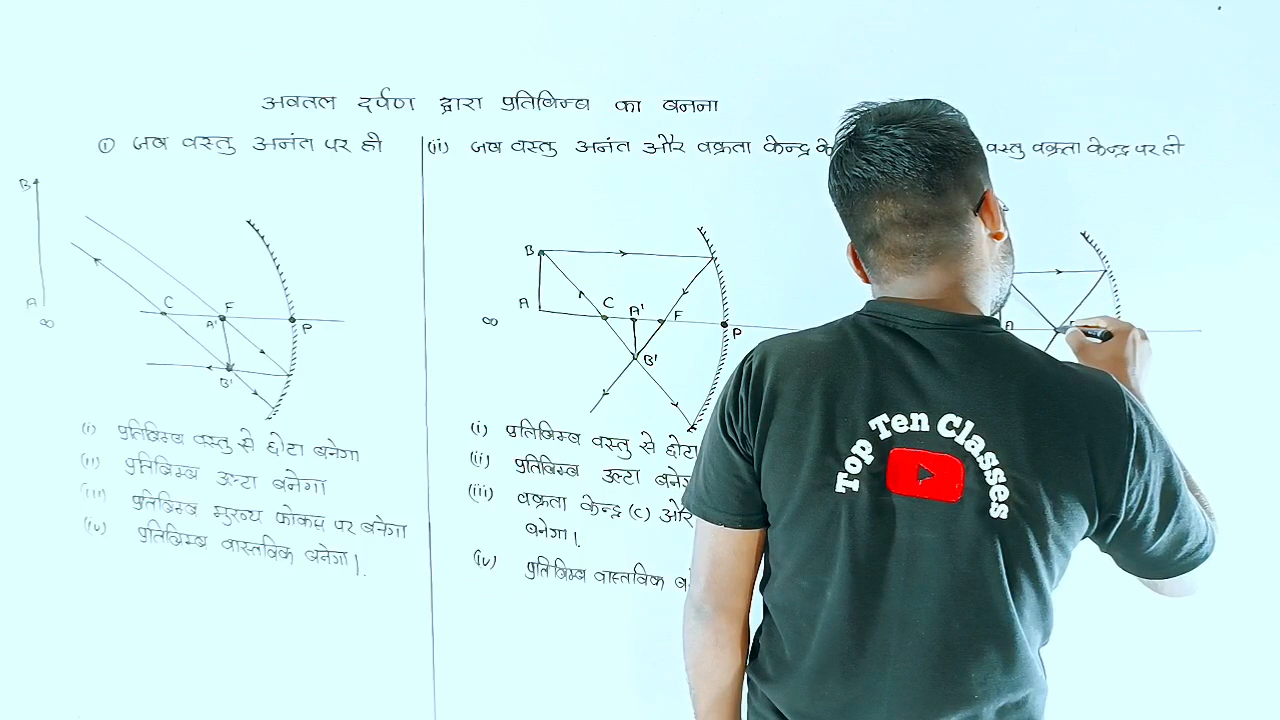 अवतल दर्पण द्वारा प्रतिबिम्ब का बनना
(i) जब वस्तु अनंत पर हो
(ii) जब वस्तु अनंत और वक्रता केन्द्र के
वस्तु वक्रता केन्द्र पर हो
B
A
∞
C
F
A'
P
B'
B
A
∞
C
A'
F
P
B'
A
(i) प्रतिबिम्ब वस्तु से छोटा बनेगा
(ii) प्रतिबिम्ब उल्टा बनेगा
(iii) प्रतिबिम्ब मुख्य फोकस पर बनेगा
(iv) प्रतिबिम्ब वास्तविक बनेगा।
(i) प्रतिबिम्ब वस्तु से छोटा
(ii) प्रतिबिम्ब उल्टा
(iii) वक्रता केन्द्र (C) और
बनेगा।
(iv) प्रतिबिम्ब वास्तविक
Top Ten Classes